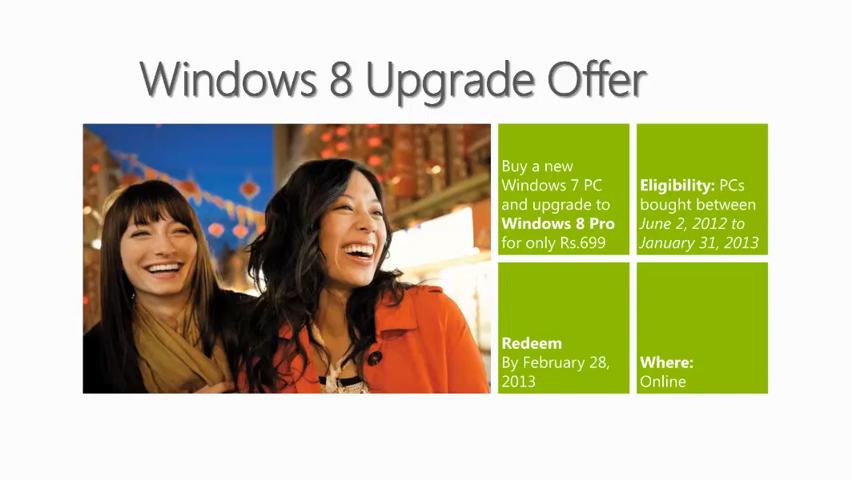 Windows 8 Upgrade Offer
Buy a new
Windows 7 PC
and upgrade to
Windows 8 Pro
for only Rs.699
Eligibility: PCs
bought between
June 2, 2012 to
January 31, 2013
Redeem
By February 28,
2013
Where:
Online